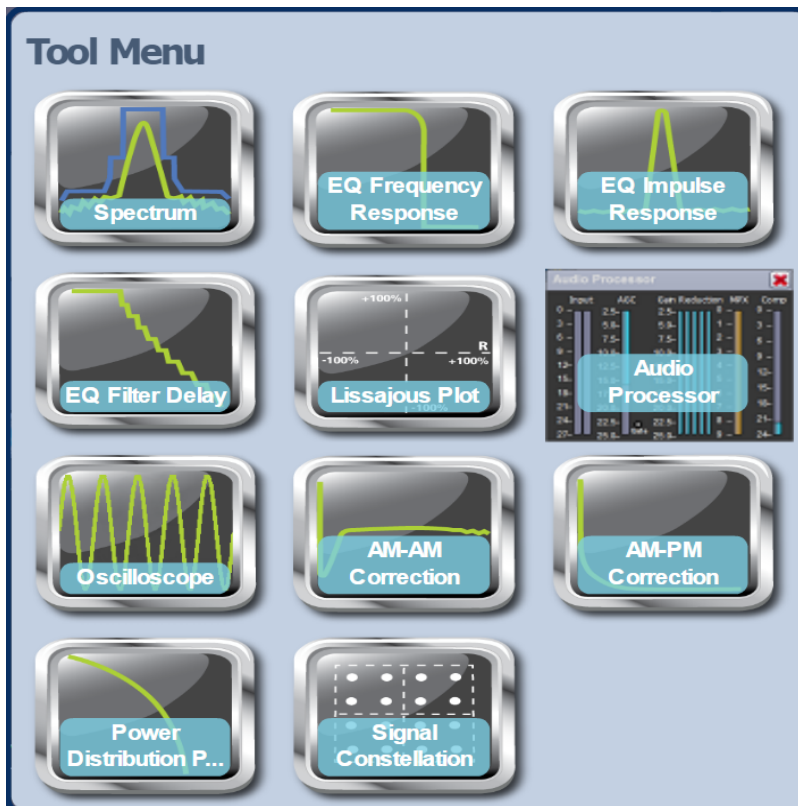 Tool Menu
Spectrum
EQ Frequency
Response
EQ Impulse
Response
EQ Filter Delay
+100%
R
-100%
+100%
-100%
Lissajous Plot
Audio Processor
Input AGC Gain Reduction MPX Comp
Audio
Processor
Oscilloscope
AM-AM
Correction
AM-PM
Correction
Power
Distribution P...
Signal
Constellation